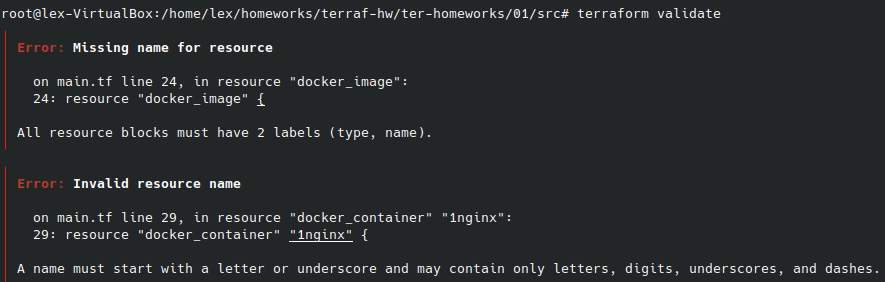 root@lex-VirtualBox:/home/lex/homeworks/terraf-hw/ter-homeworks/01/src# terraform validate
Error: Missing name for resource
on main.tf line 24, in resource "docker_image":
24: resource "docker_image" {
All resource blocks must have 2 labels (type, name).
Error: Invalid resource name
on main.tf line 29, in resource "docker_container" "1nginx":
29: resource "docker_container" "1nginx" {
A name must start with a letter or underscore and may contain only letters, digits, underscores, and dashes.